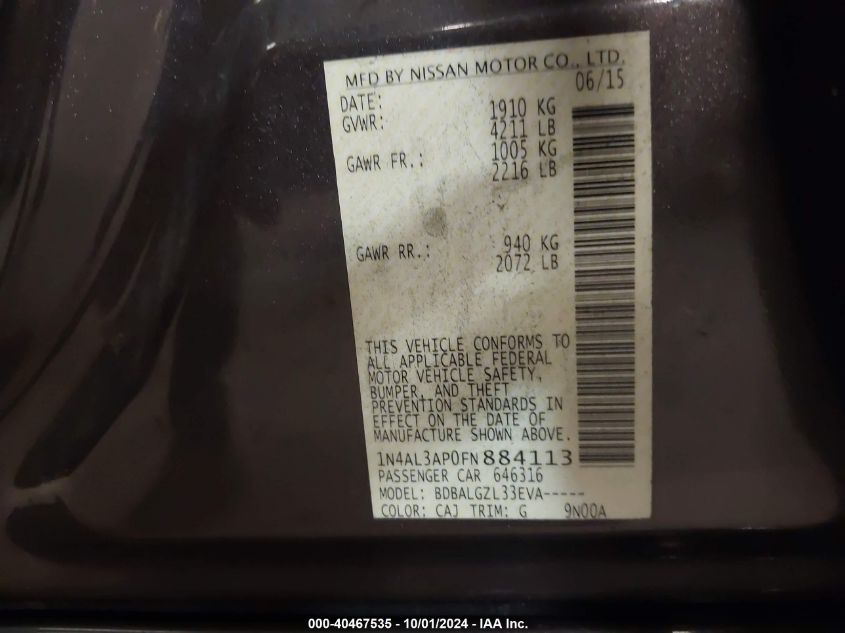 MFD BY NISSAN MOTOR CO., LTD.
DATE: 06/15
GVWR: 1910 KG
4211 LB
GAWR FR.: 1005 KG
2216 LB
GAWR RR.: 940 KG
2072 LB
THIS VEHICLE CONFORMS TO
ALL APPLICABLE FEDERAL
MOTOR VEHICLE SAFETY,
BUMPER, AND THEFT
PREVENTION STANDARDS IN
EFFECT ON THE DATE OF
MANUFACTURE SHOWN ABOVE.
1N4AL3AP0FN884113
PASSENGER CAR 646316
MODEL: BDBALGZL33EVA-----
COLOR: CAJ TRIM: G 9N00A
000-40467535 - 10/01/2024 - IAA Inc.